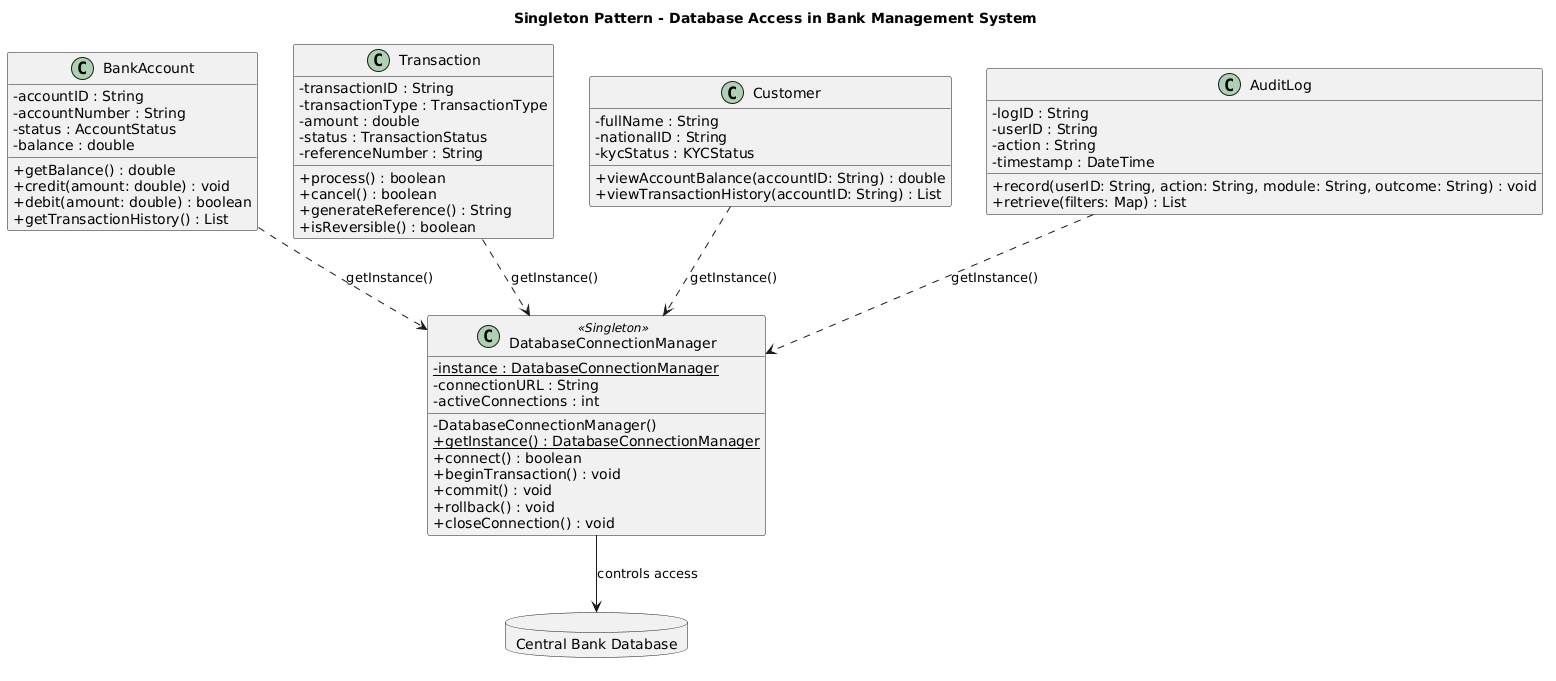 Singleton Pattern - Database Access in Bank Management System
C BankAccount
-accountID : String
-accountNumber : String
-status : AccountStatus
-balance : double
+getBalance() : double
+credit(amount: double) : void
+debit(amount: double) : boolean
+getTransactionHistory() : List
C Transaction
-transactionID : String
-transactionType : TransactionType
-amount : double
-status : TransactionStatus
-referenceNumber : String
+process() : boolean
+cancel() : boolean
+generateReference() : String
+isReversible() : boolean
C Customer
-fullName : String
-nationalID : String
-kycStatus : KYCStatus
+viewAccountBalance(accountID: String) : double
+viewTransactionHistory(accountID: String) : List
C AuditLog
-logID : String
-userID : String
-action : String
-timestamp : DateTime
+record(userID: String, action: String, module: String, outcome: String) : void
+retrieve(filters: Map) : List
getInstance()
getInstance()
getInstance()
getInstance()
«Singleton»
C DatabaseConnectionManager
-instance : DatabaseConnectionManager
-connectionURL : String
-activeConnections : int
-DatabaseConnectionManager()
+getInstance() : DatabaseConnectionManager
+connect() : boolean
+beginTransaction() : void
+commit() : void
+rollback() : void
+closeConnection() : void
controls access
Central Bank Database